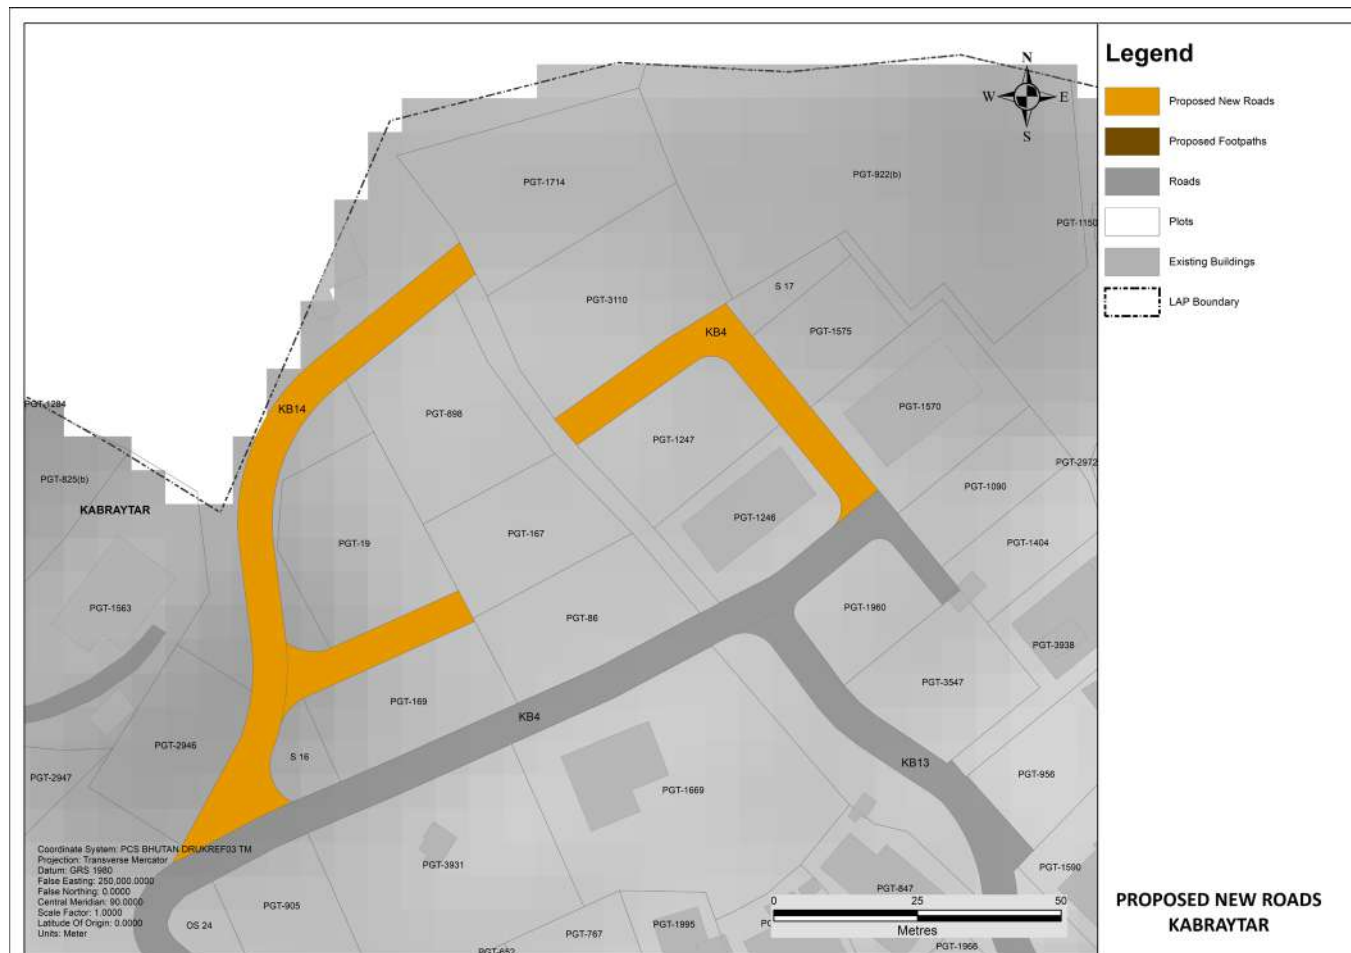 Legend
Proposed New Roads
Proposed Footpaths
Roads
Plots
Existing Buildings
LAP Boundary
N
W
E
S
PGT-1714
PGT-922(b)
PGT-1150
S 17
PGT-3110
KB4
PGT-1575
PGT-1284
KB14
PGT-898
PGT-1570
PGT-1247
PGT-2972
PGT-825(b)
PGT-1090
KABRAYTAR
PGT-1246
PGT-167
PGT-19
PGT-1404
PGT-1563
PGT-1960
PGT-86
PGT-3938
PGT-3547
PGT-169
KB4
PGT-2946
S 16
KB13
PGT-2947
PGT-956
PGT-1669
PGT-3931
PGT-1590
PGT-847
PGT-905
OS 24
PGT-1995
PGT-767
PGT-1966
PGT-652
Coordinate System: PCS BHUTAN DRUKREF03 TM
Projection: Transverse Mercator
Datum: GRS 1980
False Easting: 250,000.0000
False Northing: 0.0000
Central Meridian: 90.0000
Scale Factor: 1.0000
Latitude Of Origin: 0.0000
Units: Meter
0 25 50
Metres
PROPOSED NEW ROADS
KABRAYTAR